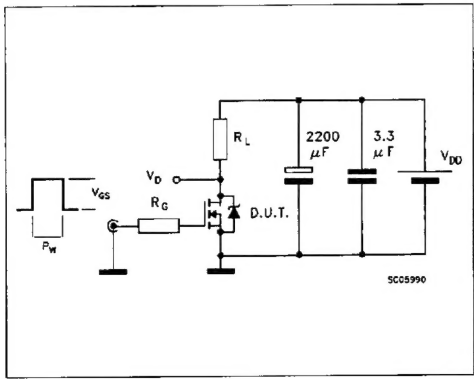 R_L
2200
μF
3.3
μF
V_DD
V_D
V_GS
R_G
D.U.T.
P_W
SC05990